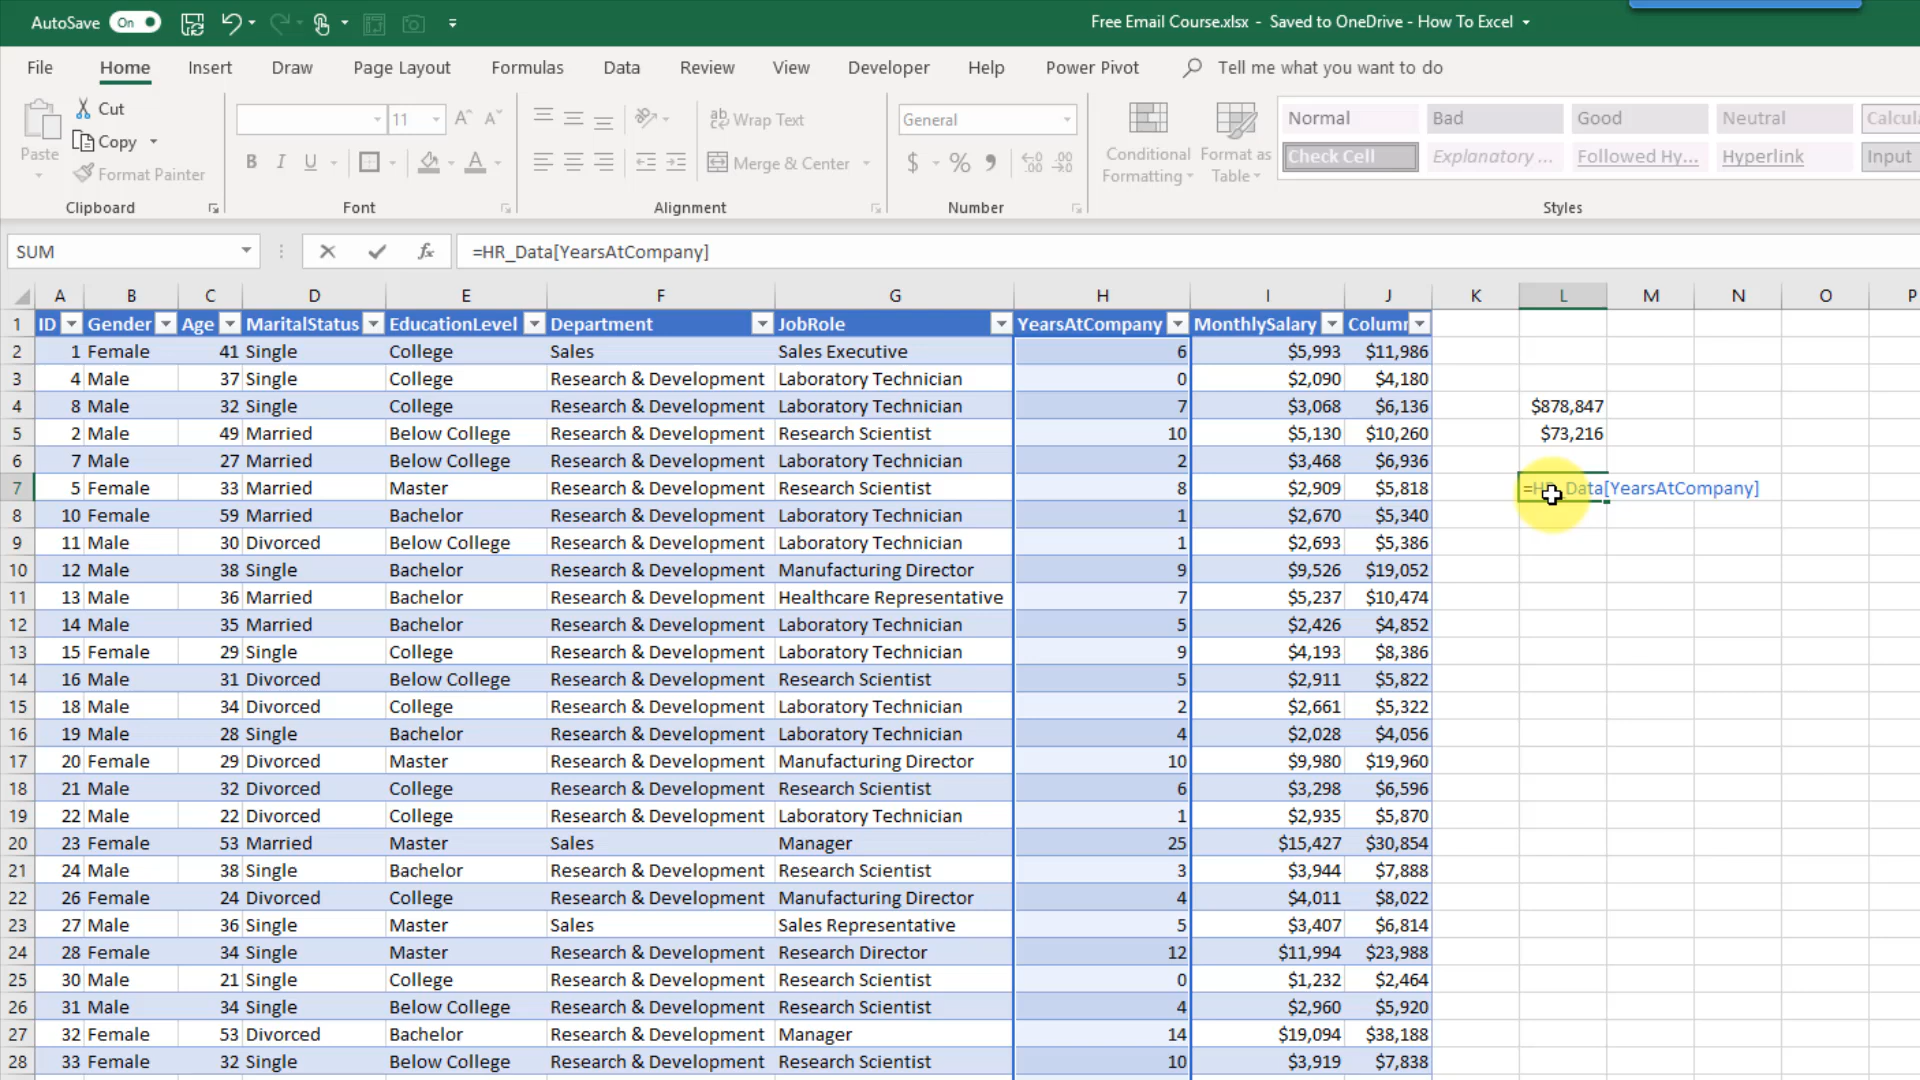 AutoSave On Free Email Course.xlsx - Saved to OneDrive - How To Excel
File Home Insert Draw Page Layout Formulas Data Review View Developer Help Power Pivot Tell me what you want to do
Paste
Cut
Copy
Format Painter
Clipboard
11
B I U A
Font
Wrap Text
Merge & Center
Alignment
General
$ % ,
Number
Conditional Formatting
Format as Table
Normal Bad Good Neutral
Check Cell Explanatory ... Followed Hy... Hyperlink Input
Styles
SUM fx =HR_Data[YearsAtCompany]
A B C D E F G H I J K L M N O P
1 ID Gender Age MaritalStatus EducationLevel Department JobRole YearsAtCompany MonthlySalary
2 1 Female 41 Single College Sales Sales Executive 6 $5,993 $11,986
3 4 Male 37 Single College Research & Development Laboratory Technician 0 $2,090 $4,180
4 8 Male 32 Single College Research & Development Laboratory Technician 7 $3,068 $6,136 $878,847
5 2 Male 49 Married Below College Research & Development Research Scientist 10 $5,130 $10,260 $73,216
6 7 Male 27 Married Below College Research & Development Laboratory Technician 2 $3,468 $6,936
7 5 Female 33 Married Master Research & Development Research Scientist 8 $2,909 $5,818 =HR_Data[YearsAtCompany]
8 10 Female 59 Married Bachelor Research & Development Laboratory Technician 1 $2,670 $5,340
9 11 Male 30 Divorced Below College Research & Development Laboratory Technician 1 $2,693 $5,386
10 12 Male 38 Single Bachelor Research & Development Manufacturing Director 9 $9,526 $19,052
11 13 Male 36 Married Bachelor Research & Development Healthcare Representative 7 $5,237 $10,474
12 14 Male 35 Married Bachelor Research & Development Laboratory Technician 5 $2,426 $4,852
13 15 Female 29 Single College Research & Development Laboratory Technician 9 $4,193 $8,386
14 16 Male 31 Divorced Below College Research & Development Research Scientist 5 $2,911 $5,822
15 18 Male 34 Divorced College Research & Development Laboratory Technician 2 $2,661 $5,322
16 19 Male 28 Single Bachelor Research & Development Laboratory Technician 4 $2,028 $4,056
17 20 Female 29 Divorced Master Research & Development Manufacturing Director 10 $9,980 $19,960
18 21 Male 32 Divorced College Research & Development Research Scientist 6 $3,298 $6,596
19 22 Male 22 Divorced College Research & Development Laboratory Technician 1 $2,935 $5,870
20 23 Female 53 Married Master Sales Manager 25 $15,427 $30,854
21 24 Male 38 Single Bachelor Research & Development Research Scientist 3 $3,944 $7,888
22 26 Female 24 Divorced College Research & Development Manufacturing Director 4 $4,011 $8,022
23 27 Male 36 Single Master Sales Sales Representative 5 $3,407 $6,814
24 28 Female 34 Single Master Research & Development Research Director 12 $11,994 $23,988
25 30 Male 21 Single College Research & Development Research Scientist 0 $1,232 $2,464
26 31 Male 34 Single Below College Research & Development Research Scientist 4 $2,960 $5,920
27 32 Female 53 Divorced Bachelor Research & Development Manager 14 $19,094 $38,188
28 33 Female 32 Single Below College Research & Development Research Scientist 10 $3,919 $7,838